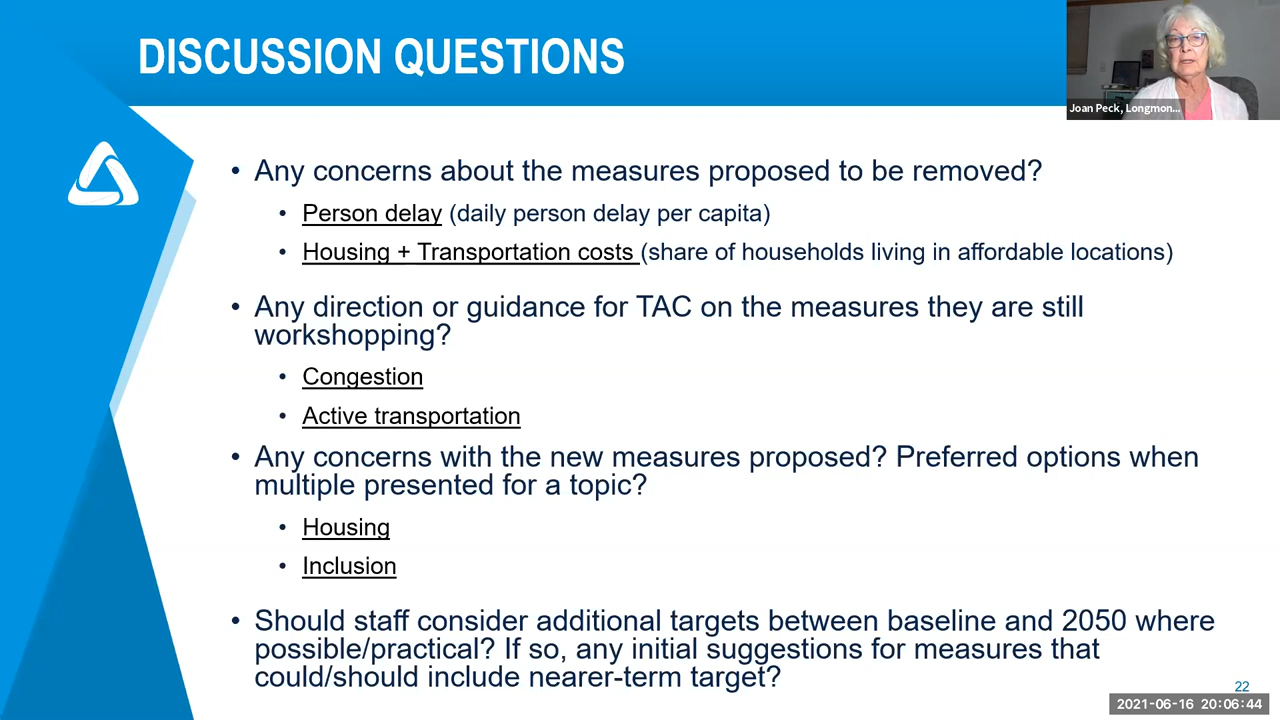 DISCUSSION QUESTIONS
Joan Peck, Longmon...
• Any concerns about the measures proposed to be removed?
• Person delay (daily person delay per capita)
• Housing + Transportation costs (share of households living in affordable locations)
• Any direction or guidance for TAC on the measures they are still
workshopping?
• Congestion
• Active transportation
• Any concerns with the new measures proposed? Preferred options when
multiple presented for a topic?
• Housing
• Inclusion
• Should staff consider additional targets between baseline and 2050 where
possible/practical? If so, any initial suggestions for measures that
could/should include nearer-term target?
22
2021-06-16 20:06:44